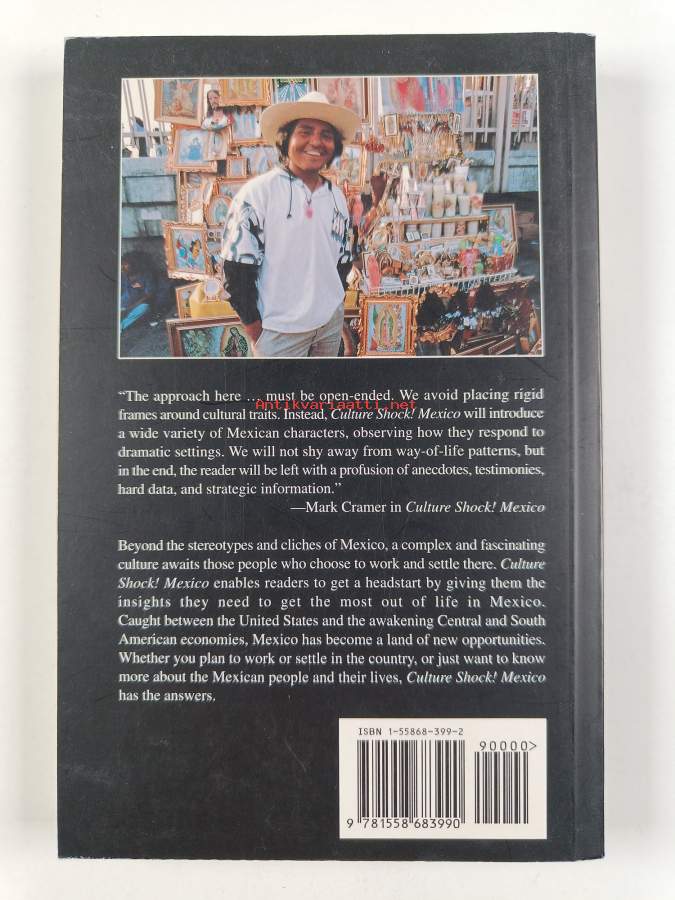 “The approach here … must be open-ended. We avoid placing rigid
frames around cultural traits. Instead, Culture Shock! Mexico will introduce
Antikvariaatti.net
a wide variety of Mexican characters, observing how they respond to
dramatic settings. We will not shy away from way-of-life patterns, but
in the end, the reader will be left with a profusion of anecdotes, testimonies,
hard data, and strategic information.”
—Mark Cramer in Culture Shock! Mexico
Beyond the stereotypes and cliches of Mexico, a complex and fascinating
culture awaits those people who choose to work and settle there. Culture
Shock! Mexico enables readers to get a headstart by giving them the
insights they need to get the most out of life in Mexico.
Caught between the United States and the awakening Central and South
American economies, Mexico has become a land of new opportunities.
Whether you plan to work or settle in the country, or just want to know
more about the Mexican people and their lives, Culture Shock! Mexico
has the answers.
ISBN 1-55868-399-2
90000>
9 781558 683990